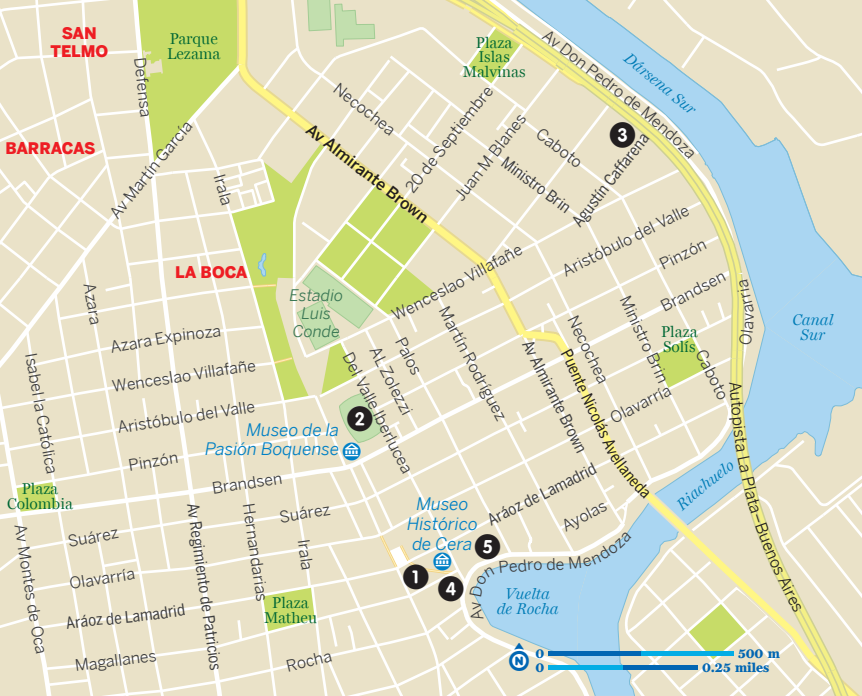 SAN
TELMO
Parque
Lezama
Defensa
BARRACAS
Av Martín García
Irala
LA BOCA
Necochea
Av Almirante Brown
20 de Septiembre
Juan M Blanes
Plaza
Islas
Malvinas
Av Don Pedro de Mendoza
Dársena Sur
3
Caboto
Ministro Brin
Agustín Caffarena
Aristóbulo del Valle
Pinzón
Brandsen
Wenceslao Villafañe
Estadio
Luis
Conde
Azara
Azara Espinoza
Wenceslao Villafañe
Aristóbulo del Valle
Pinzón
Brandsen
Isabel la Católica
Del Valle Iberlucea
AL Zolezzi
Palos
Martín Rodríguez
Av Almirante Brown
Necochea
Puente Nicolás Avellaneda
Ministro Brin
Plaza
Solís
Caboto
Olavarría
Olavarría
Canal
Sur
Autopista La Plata–Buenos Aires
Riachuelo
2
Museo de la
Pasión Boquense
Plaza
Colombia
Av Montes de Oca
Suárez
Olavarría
Aráoz de Lamadrid
Magallanes
Av Regimiento de Patricios
Hernandarias
Suárez
Irala
Plaza
Matheu
Rocha
Museo
Histórico
de Cera
5
1
4
Aráoz de Lamadrid
Ayolas
Av Don Pedro de Mendoza
Vuelta
de Rocha
N
0 500 m
0 0.25 miles